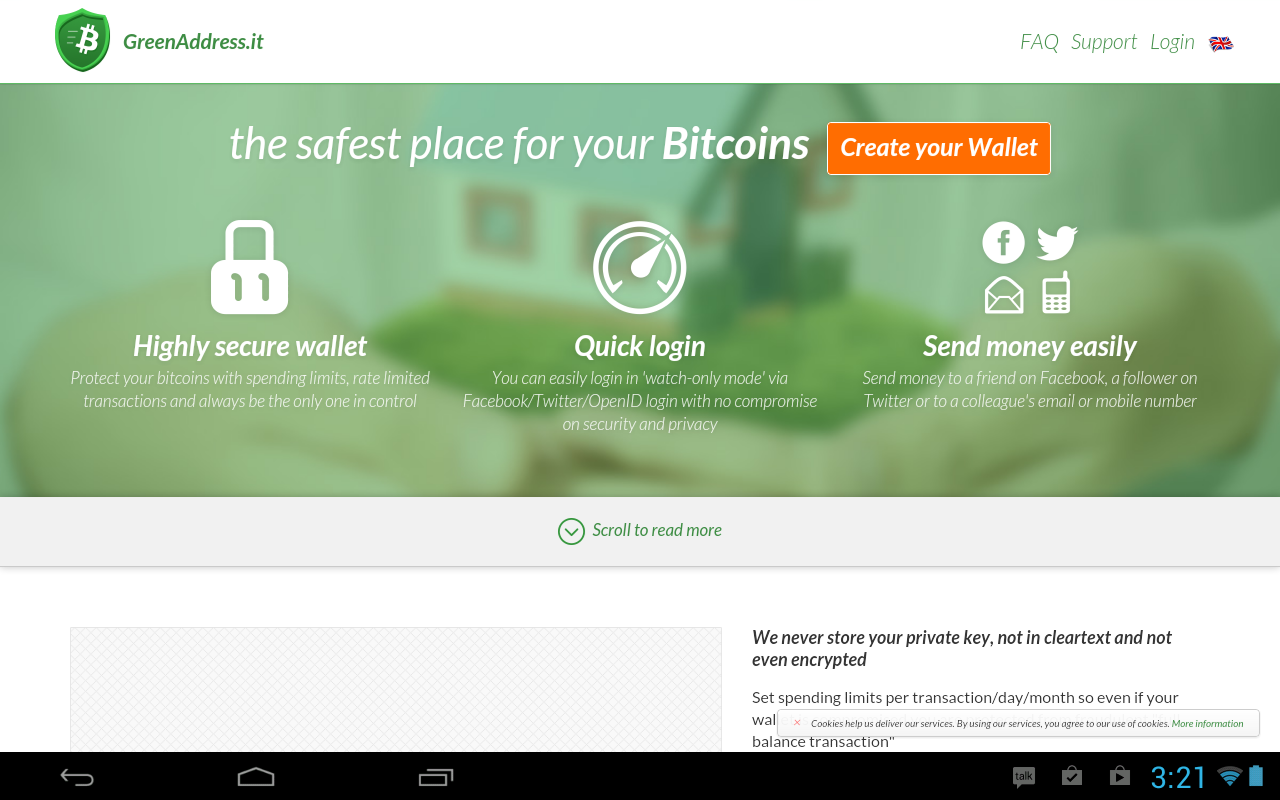 GreenAddress.it
FAQ Support Login
the safest place for your Bitcoins
Create your Wallet
Highly secure wallet
Protect your bitcoins with spending limits, rate limited
transactions and always be the only one in control
Quick login
You can easily login in 'watch-only mode' via
Facebook/Twitter/OpenID login with no compromise
on security and privacy
Send money easily
Send money to a friend on Facebook, a follower on
Twitter or to a colleague's email or mobile number
Scroll to read more
We never store your private key, not in cleartext and not
even encrypted
Set spending limits per transaction/day/month so even if your
Cookies help us deliver our services. By using our services, you agree to our use of cookies. More information
balance transaction"
talk
3:21